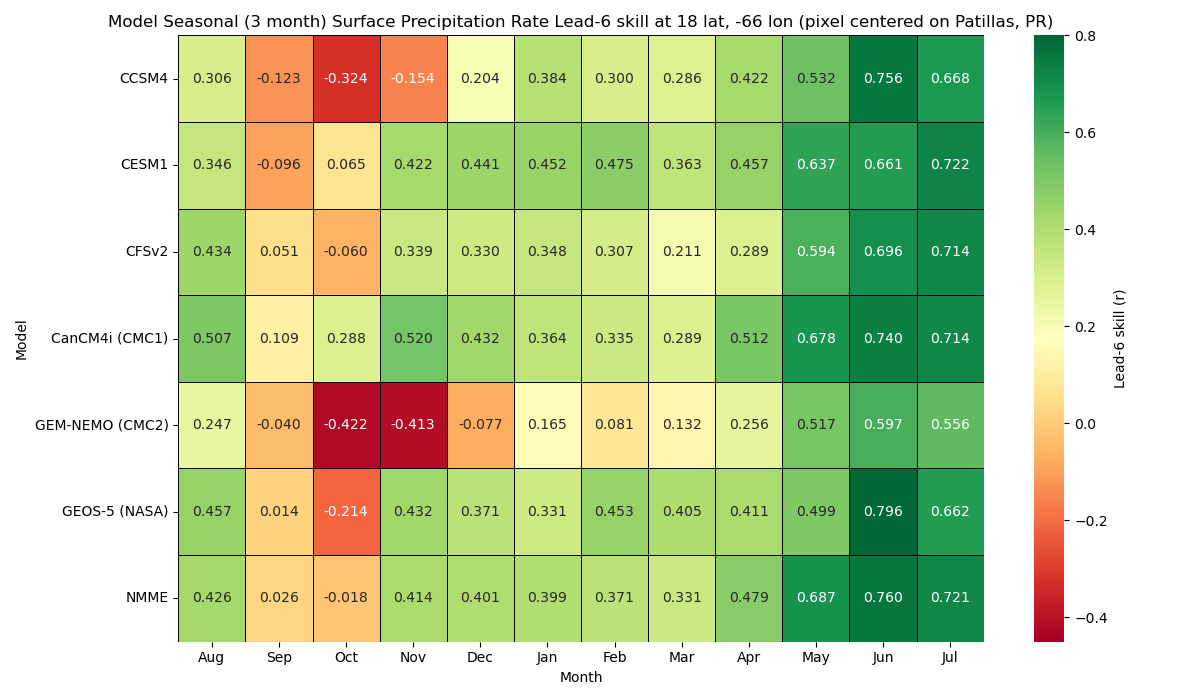 Model Seasonal (3 month) Surface Precipitation Rate Lead-6 skill at 18 lat, -66 lon (pixel centered on Patillas, PR)
CCSM4 0.306 -0.123 -0.324 -0.154 0.204 0.384 0.300 0.286 0.422 0.532 0.756 0.668
CESM1 0.346 -0.096 0.065 0.422 0.441 0.452 0.475 0.363 0.457 0.637 0.661 0.722
CFSv2 0.434 0.051 -0.060 0.339 0.330 0.348 0.307 0.211 0.289 0.594 0.696 0.714
CanCM4i (CMC1) 0.507 0.109 0.288 0.520 0.432 0.364 0.335 0.289 0.512 0.678 0.740 0.714
GEM-NEMO (CMC2) 0.247 -0.040 -0.422 -0.413 -0.077 0.165 0.081 0.132 0.256 0.517 0.597 0.556
GEOS-5 (NASA) 0.457 0.014 -0.214 0.432 0.371 0.331 0.453 0.405 0.411 0.499 0.796 0.662
NMME 0.426 0.026 -0.018 0.414 0.401 0.399 0.371 0.331 0.479 0.687 0.760 0.721
Aug Sep Oct Nov Dec Jan Feb Mar Apr May Jun Jul
Month
Model
0.8
0.6
0.4
0.2
0.0
−0.2
−0.4
Lead-6 skill (r)